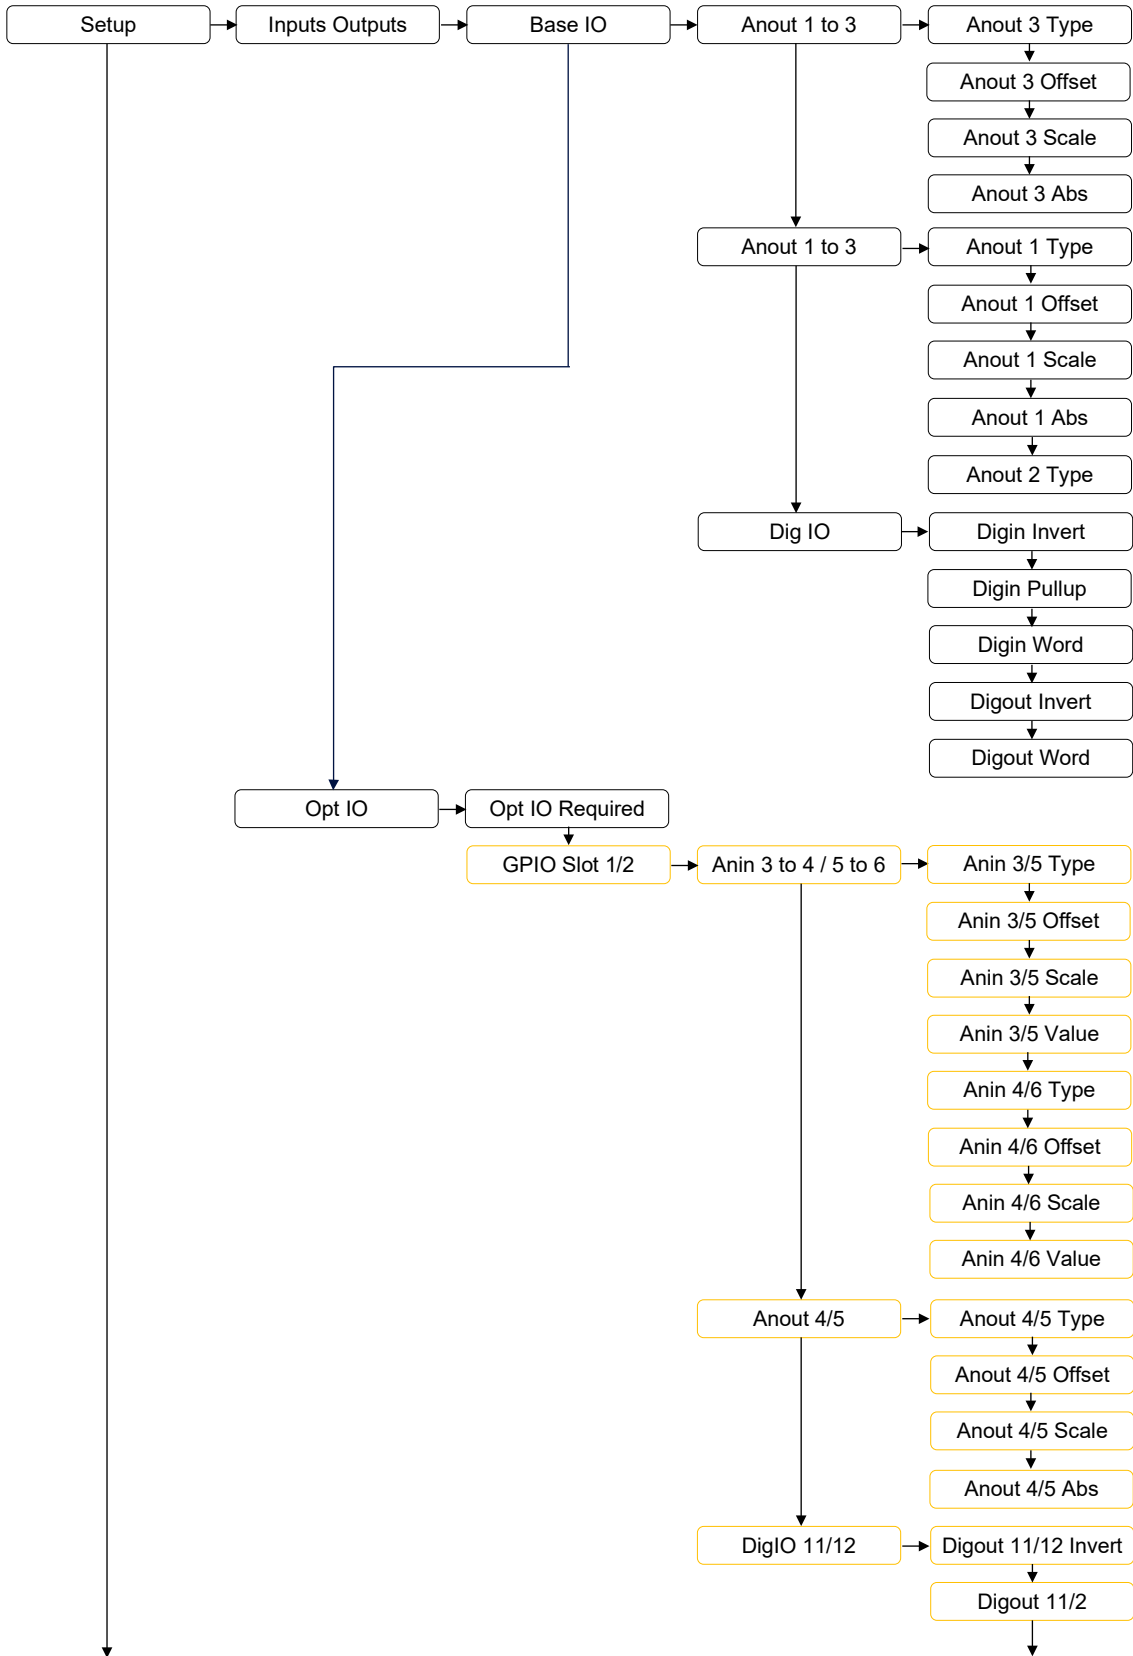 Setup
Inputs Outputs
Base IO
Anout 1 to 3
Anout 3 Type
Anout 3 Offset
Anout 3 Scale
Anout 3 Abs
Anout 1 to 3
Anout 1 Type
Anout 1 Offset
Anout 1 Scale
Anout 1 Abs
Anout 2 Type
Dig IO
Digin Invert
Digin Pullup
Digin Word
Digout Invert
Digout Word
Opt IO
Opt IO Required
GPIO Slot 1/2
Anin 3 to 4 / 5 to 6
Anin 3/5 Type
Anin 3/5 Offset
Anin 3/5 Scale
Anin 3/5 Value
Anin 4/6 Type
Anin 4/6 Offset
Anin 4/6 Scale
Anin 4/6 Value
Anout 4/5
Anout 4/5 Type
Anout 4/5 Offset
Anout 4/5 Scale
Anout 4/5 Abs
DigIO 11/12
Digout 11/12 Invert
Digout 11/2